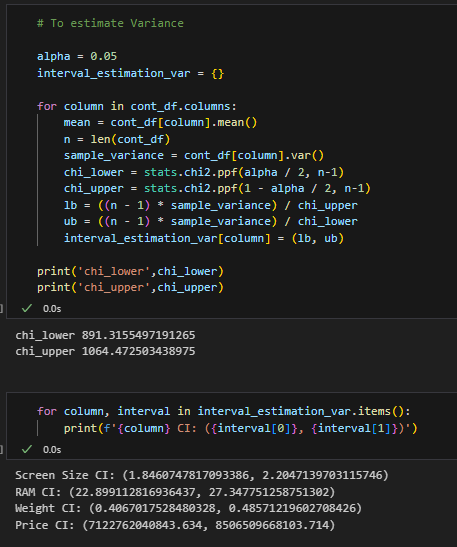 # To estimate Variance
alpha = 0.05
interval_estimation_var = {}
for column in cont_df.columns:
mean = cont_df[column].mean()
n = len(cont_df)
sample_variance = cont_df[column].var()
chi_lower = stats.chi2.ppf(alpha / 2, n-1)
chi_upper = stats.chi2.ppf(1 - alpha / 2, n-1)
lb = ((n - 1) * sample_variance) / chi_upper
ub = ((n - 1) * sample_variance) / chi_lower
interval_estimation_var[column] = (lb, ub)
print('chi_lower',chi_lower)
print('chi_upper',chi_upper)
] 0.0s
chi_lower 891.3155497191265
chi_upper 1064.472503438975
for column, interval in interval_estimation_var.items():
print(f'{column} CI: ({interval[0]}, {interval[1]})')
] 0.0s
Screen Size CI: (1.8460747817093386, 2.2047139703115746)
RAM CI: (22.899112816936437, 27.347751258751302)
Weight CI: (0.4067017528480328, 0.48571219602708426)
Price CI: (7122762040843.634, 8506509668103.714)